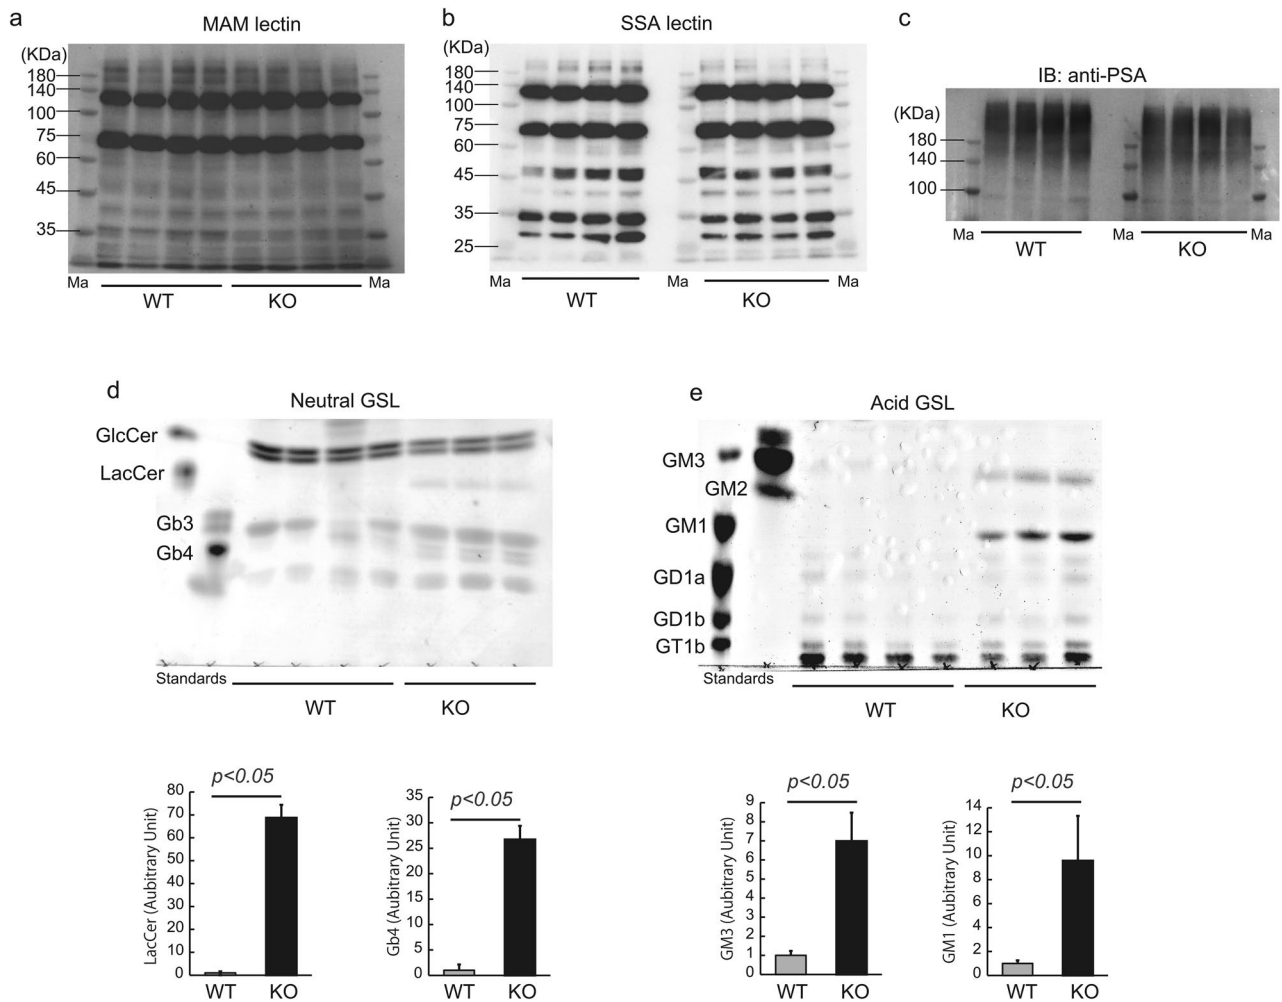 a
MAM lectin
(KDa)
180
140
100
75
60
45
35
Ma
WT
KO
Ma
b
SSA lectin
(KDa)
180
140
100
75
60
45
35
25
Ma
WT
Ma
KO
Ma
c
IB: anti-PSA
(KDa)
180
140
100
Ma
WT
Ma
KO
Ma
d
Neutral GSL
GlcCer
LacCer
Gb3
Gb4
Standards
WT
KO
e
Acid GSL
GM3
GM2
GM1
GD1a
GD1b
GT1b
Standards
WT
KO
p<0.05
LacCer (Aubitrary Unit)
80
70
60
50
40
30
20
10
0
WT KO
p<0.05
Gb4 (Aubitrary Unit)
35
30
25
20
15
10
5
0
WT KO
p<0.05
GM3 (Aubitrary Unit)
9
8
7
6
5
4
3
2
1
0
WT KO
p<0.05
GM1 (Aubitrary Unit)
14
12
10
8
6
4
2
0
WT KO